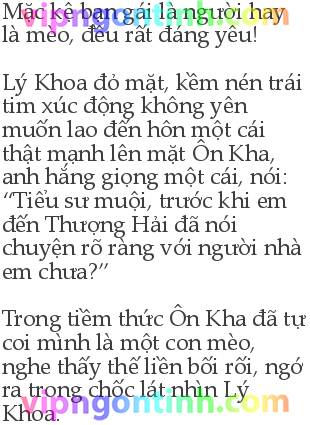 Mặc kệ bạn gái là người hay
là mèo, đều rất đáng yêu!
Lý Khoa đỏ mặt, kềm nén trái
tim xúc động không yên
muốn lao đến hôn một cái
thật mạnh lên mặt Ôn Kha,
anh hắng giọng một cái, nói:
“Tiểu sư muội, trước khi em
đến Thượng Hải đã nói
chuyện rõ ràng với người nhà
em chưa?”
Trong tiềm thức Ôn Kha đã tự
coi mình là một con mèo,
nghe thấy thế liền bối rối, ngớ
ra trong chốc lát nhìn Lý
Khoa.
vipngontinh.com
vipngontinh.com